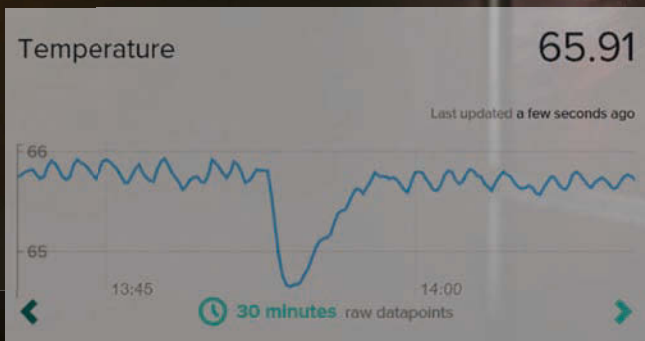 Temperature
65.91
Last updated a few seconds ago
66
65
13:45
14:00
30 minutes raw datapoints